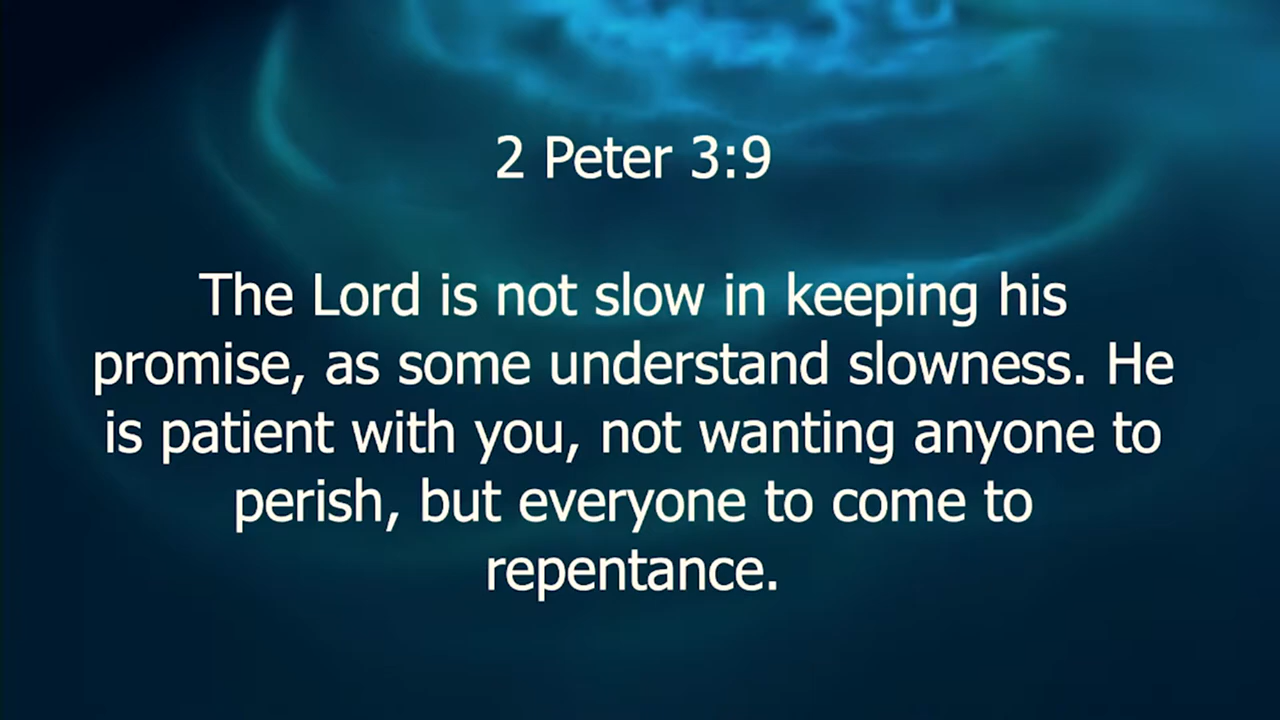 2 Peter 3:9
The Lord is not slow in keeping his
promise, as some understand slowness. He
is patient with you, not wanting anyone to
perish, but everyone to come to
repentance.